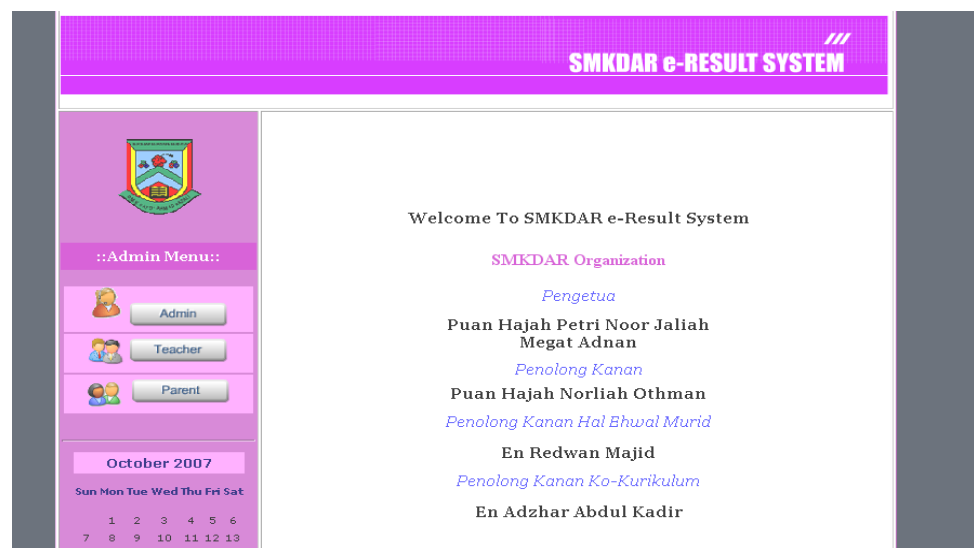 ///
SMKDAR e-RESULT SYSTEM
::Admin Menu::
Admin
Teacher
Parent
October 2007
Sun Mon Tue Wed Thu Fri Sat
1 2 3 4 5 6
7 8 9 10 11 12 13
Welcome To SMKDAR e-Result System
SMKDAR Organization
Pengetua
Puan Hajah Petri Noor Jaliah
Megat Adnan
Penolong Kanan
Puan Hajah Norliah Othman
Penolong Kanan Hal Ehwal Murid
En Redwan Majid
Penolong Kanan Ko-Kurikulum
En Adzhar Abdul Kadir